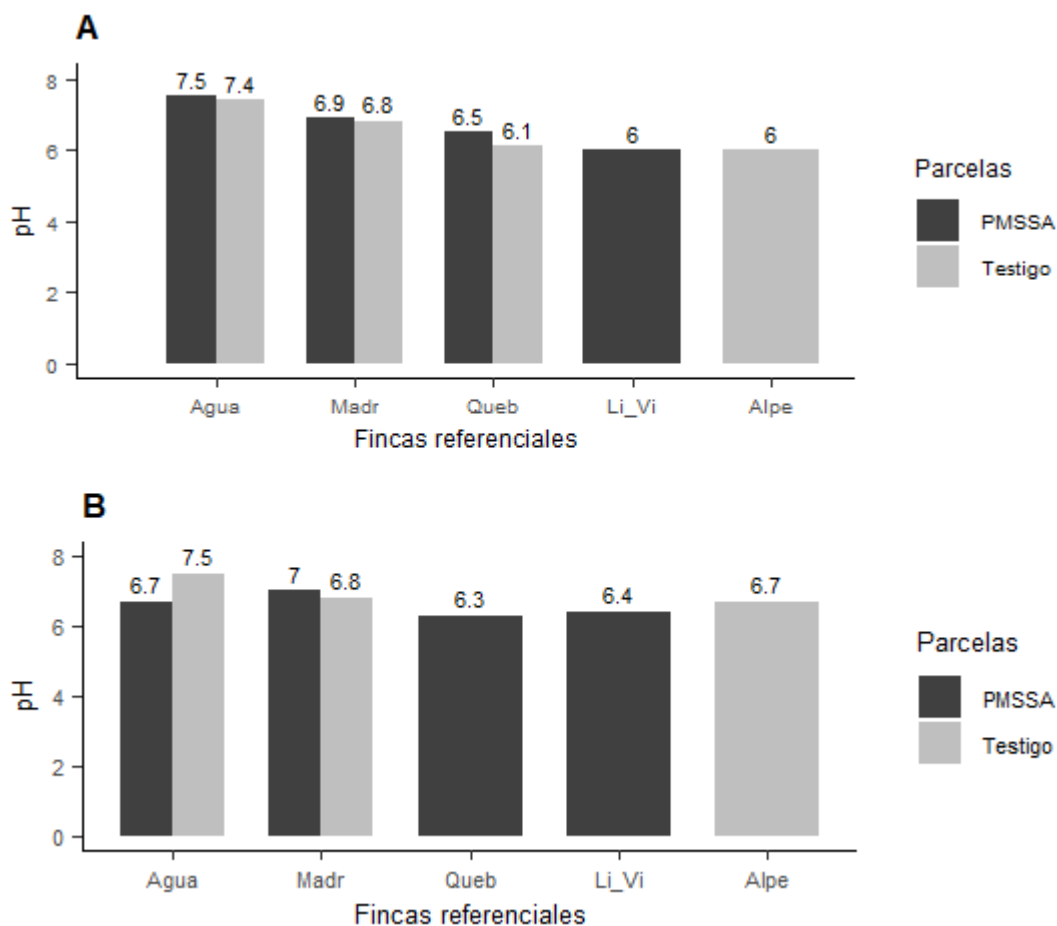 A
7.5 7.4 6.9 6.8 6.5 6.1 6 6
8
6
4
2
0
pH
Agua Madr Queb Li_Vi Alpe
Fincas referenciales
Parcelas
PMSSA
Testigo
B
6.7 7.5 7 6.8 6.3 6.4 6.7
8
6
4
2
0
pH
Agua Madr Queb Li_Vi Alpe
Fincas referenciales
Parcelas
PMSSA
Testigo